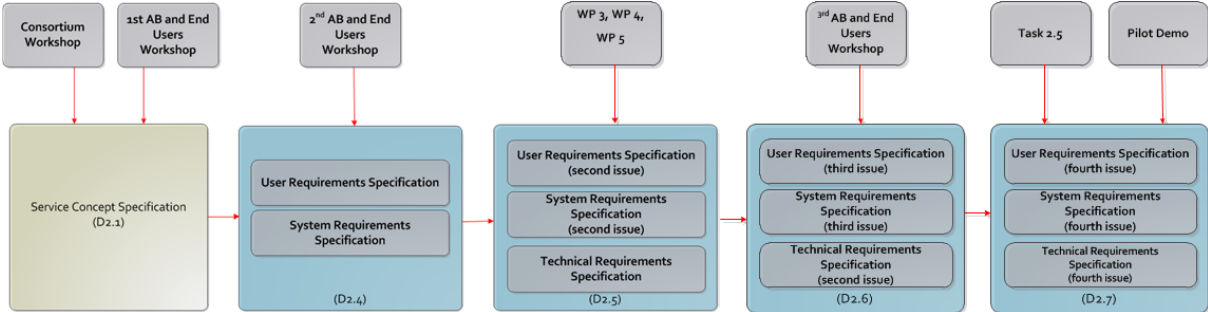 Consortium
Workshop
1st AB and End
Users
Workshop
2nd AB and End
Users
Workshop
WP 3, WP 4,
WP 5
3rd AB and End
Users
Workshop
Task 2.5
Pilot Demo
Service Concept Specification
(D2.1)
User Requirements Specification
System Requirements
Specification
(D2.4)
User Requirements Specification
(second issue)
System Requirements
Specification
(second issue)
Technical Requirements
Specification
(D2.5)
User Requirements Specification
(third issue)
System Requirements
Specification
(third issue)
Technical Requirements
Specification
(second issue)
(D2.6)
User Requirements Specification
(fourth issue)
System Requirements
Specification
(fourth issue)
Technical Requirements
Specification
(fourth issue)
(D2.7)